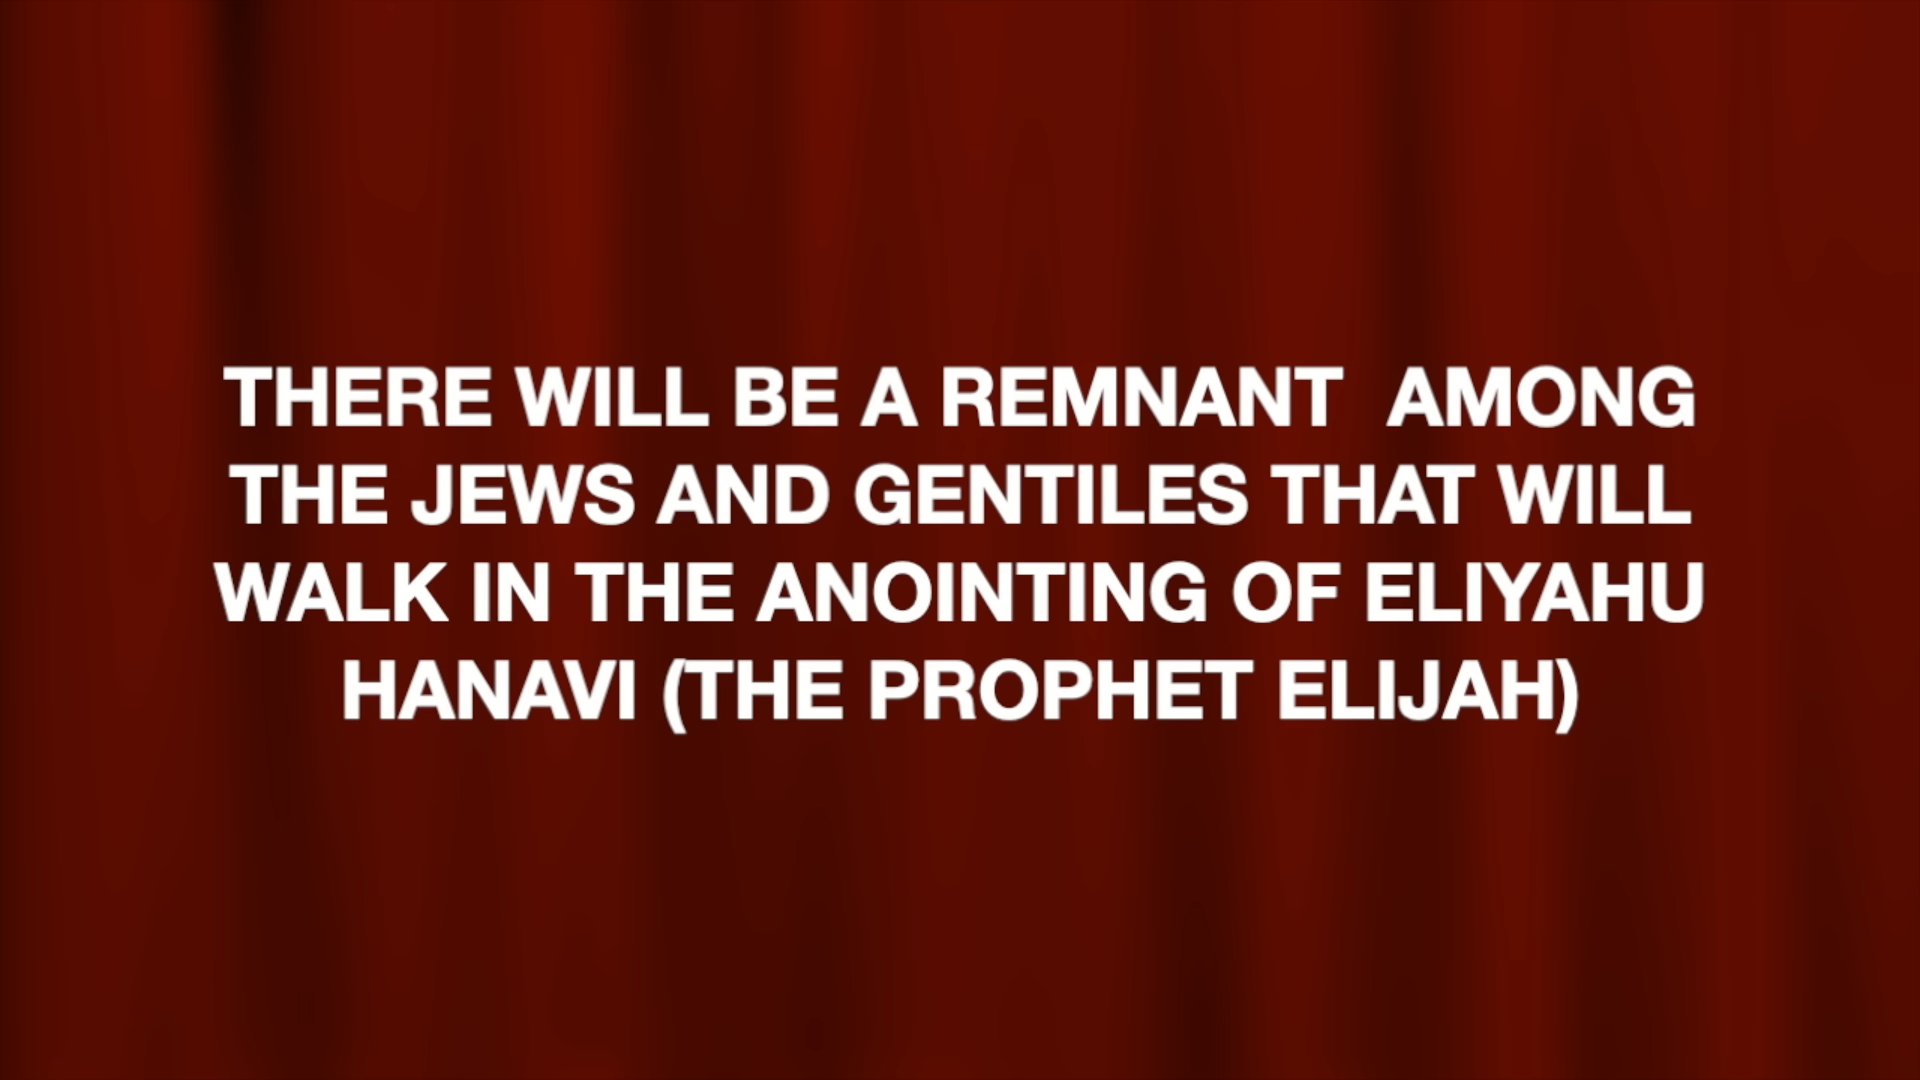 THERE WILL BE A REMNANT  AMONG
THE JEWS AND GENTILES THAT WILL
WALK IN THE ANOINTING OF ELIYAHU
HANAVI (THE PROPHET ELIJAH)